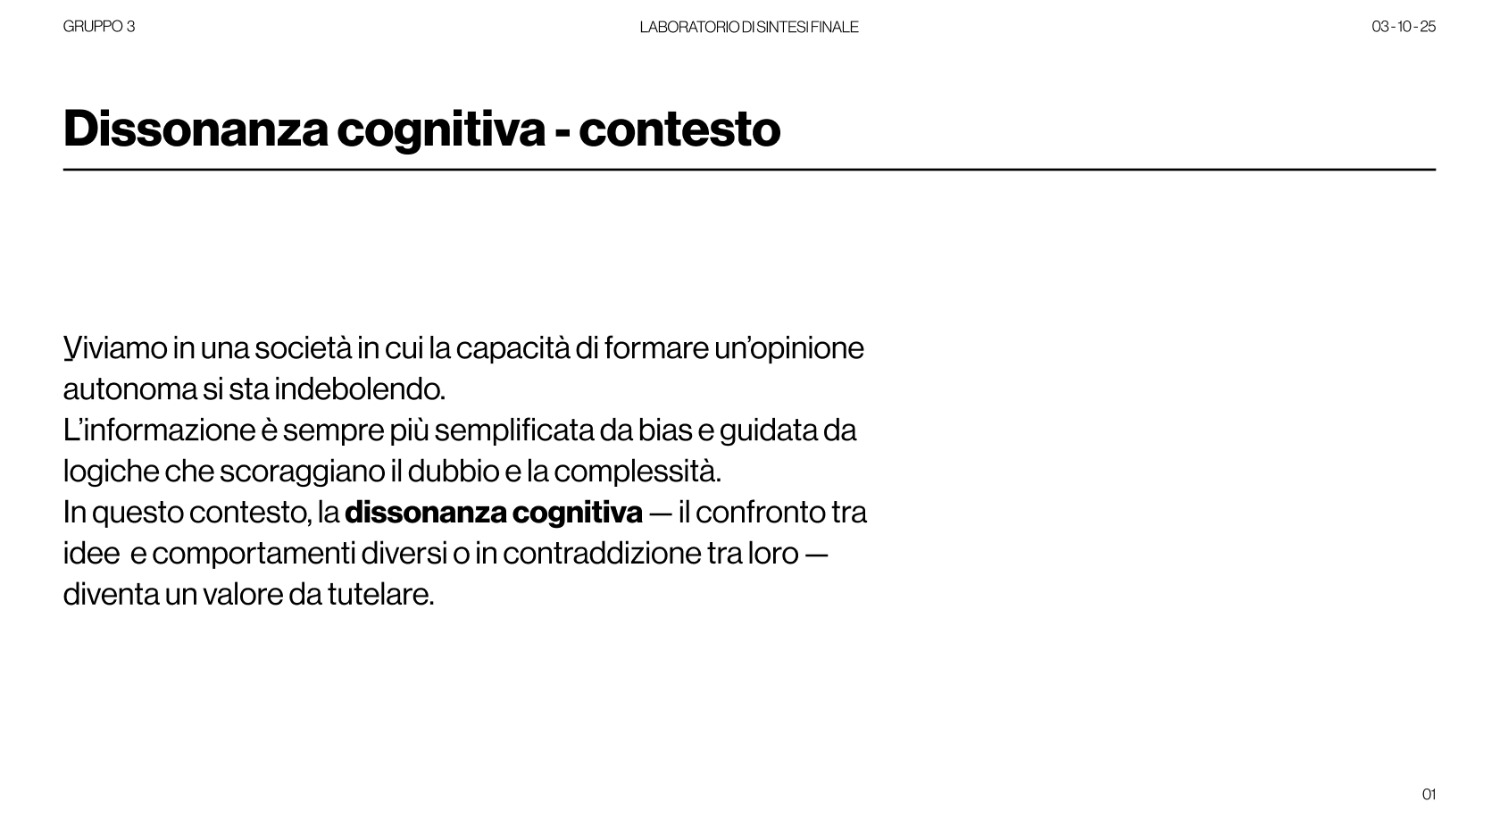 GRUPPO 3
LABORATORIO DI SINTESI FINALE
03-10-25
Dissonanza cognitiva - contesto
Viviamo in una società in cui la capacità di formare un’opinione
autonoma si sta indebolendo.
L’informazione è sempre più semplificata da bias e guidata da
logiche che scoraggiano il dubbio e la complessità.
In questo contesto, la dissonanza cognitiva — il confronto tra
idee  e comportamenti diversi o in contraddizione tra loro —
diventa un valore da tutelare.
01